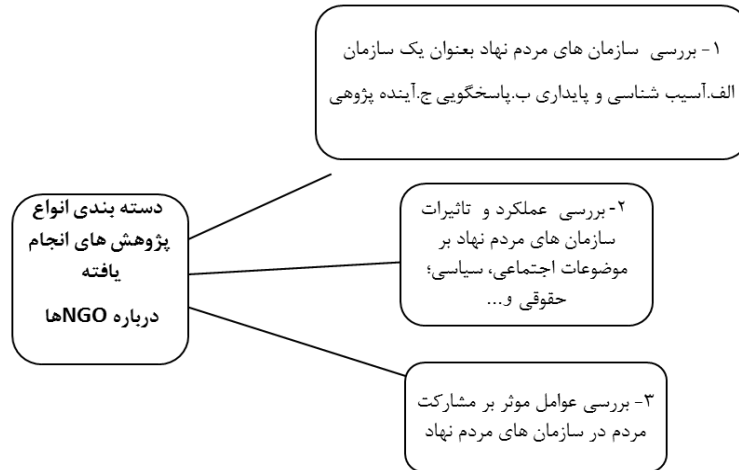 ۱- بررسی سازمان های مردم نهاد بعنوان یک سازمان
الف.آسیب شناسی و پایداری ب.پاسخگویی ج.آینده پژوهی
دسته بندی انواع
پژوهش های انجام
یافته
درباره NGOها
۲- بررسی عملکرد و تاثیرات
سازمان های مردم نهاد بر
موضوعات اجتماعی، سیاسی؛
حقوقی و...
۳- بررسی عوامل موثر بر مشارکت
مردم در سازمان های مردم نهاد